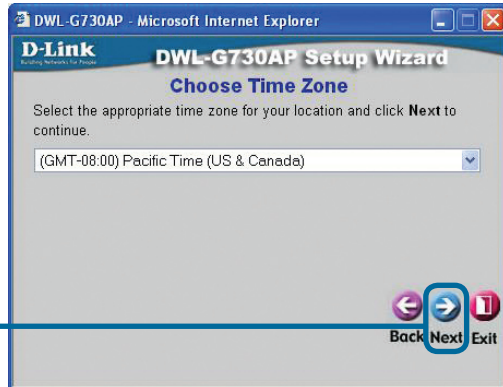 DWL-G730AP - Microsoft Internet Explorer
D-Link
Building Networks for People
DWL-G730AP Setup Wizard
Choose Time Zone
Select the appropriate time zone for your location and click Next to
continue.
(GMT-08:00) Pacific Time (US & Canada)
Back Next Exit